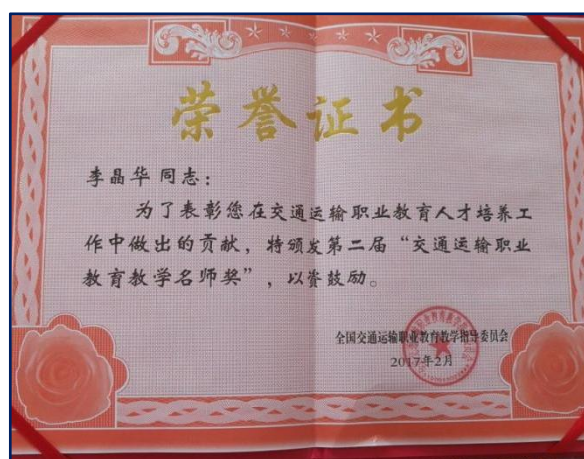 荣誉证书
李晶华 同志：
为了表彰您在交通运输职业教育人才培养工
作中做出的贡献，特颁发第二届“交通运输职业
教育教学名师奖”，以资鼓励。
全国交通运输职业教育教学指导委员会
2017年2月